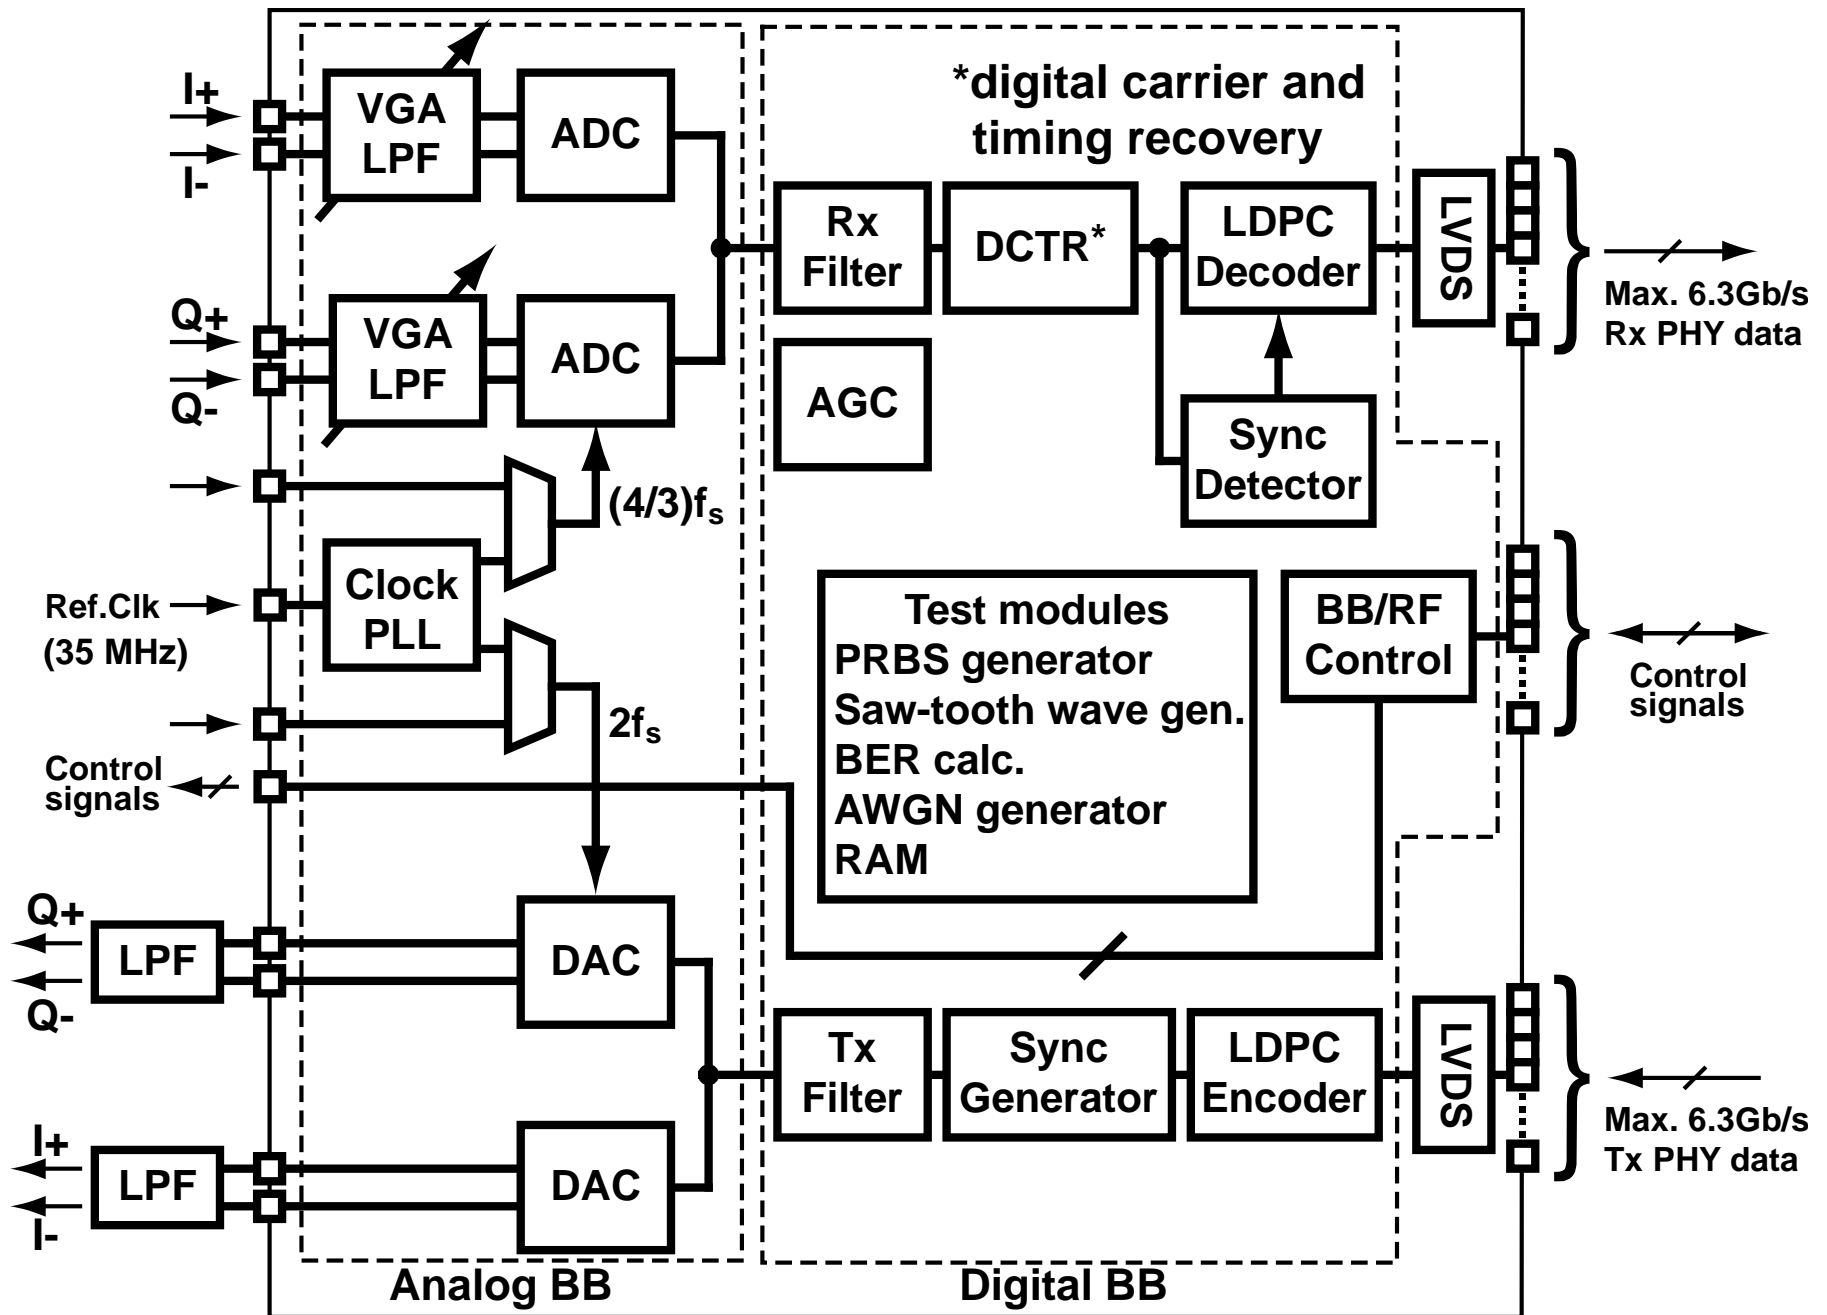 *digital carrier and
timing recovery
I+
I-
VGA
LPF
ADC
Rx
Filter
DCTR*
LDPC
Decoder
LVDS
Max. 6.3Gb/s
Rx PHY data
Q+
Q-
VGA
LPF
ADC
AGC
Sync
Detector
(4/3)fs
Ref.Clk
(35 MHz)
Clock
PLL
2fs
Test modules
PRBS generator
Saw-tooth wave gen.
BER calc.
AWGN generator
RAM
BB/RF
Control
Control
signals
Control
signals
Q+
Q-
LPF
DAC
Tx
Filter
Sync
Generator
LDPC
Encoder
LVDS
Max. 6.3Gb/s
Tx PHY data
I+
I-
LPF
DAC
Analog BB
Digital BB